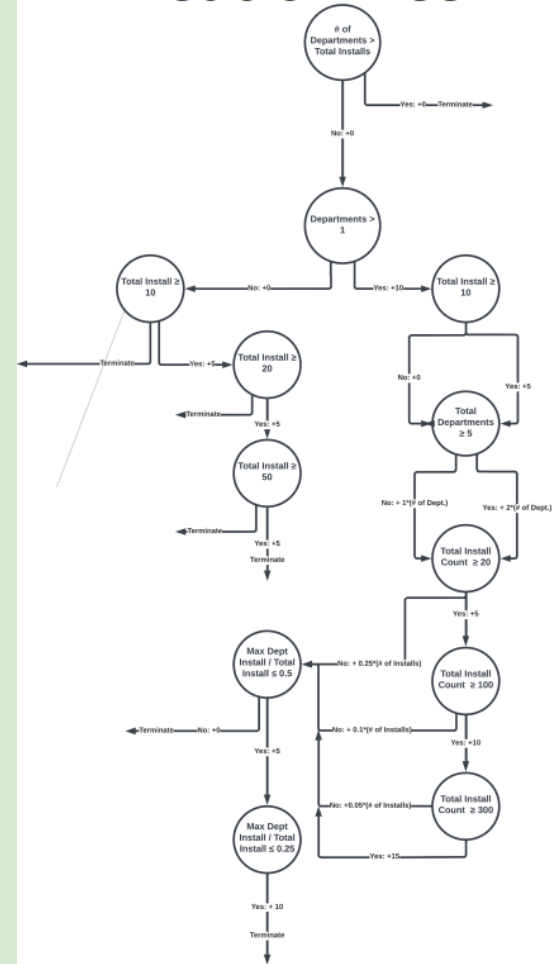 # of
Departments >
Total Installs
Yes: +0 Terminate
No: +0
Departments >
1
Total Install ≥
10
No: +0
Yes: +10
Total Install ≥
10
Terminate
Yes: +5
Total Install ≥
20
No: +0
Yes: +5
Terminate
Yes: +5
Total
Departments
≥ 5
Total Install ≥
50
No: + 1*(# of Dept.)
Yes: + 2*(# of Dept.)
Terminate
Yes: +5
Terminate
Total Install
Count ≥ 20
Yes: +5
Max Dept
Install / Total
Install ≤ 0.5
No: + 0.25*(# of Installs)
Total Install
Count ≥ 100
Terminate No: +0
No: + 0.1*(# of Installs)
Yes: +5
Yes: +10
No: +0.05*(# of Installs)
Total Install
Count ≥ 300
Max Dept
Install / Total
Install ≤ 0.25
Yes: +15
Yes: + 10
Terminate